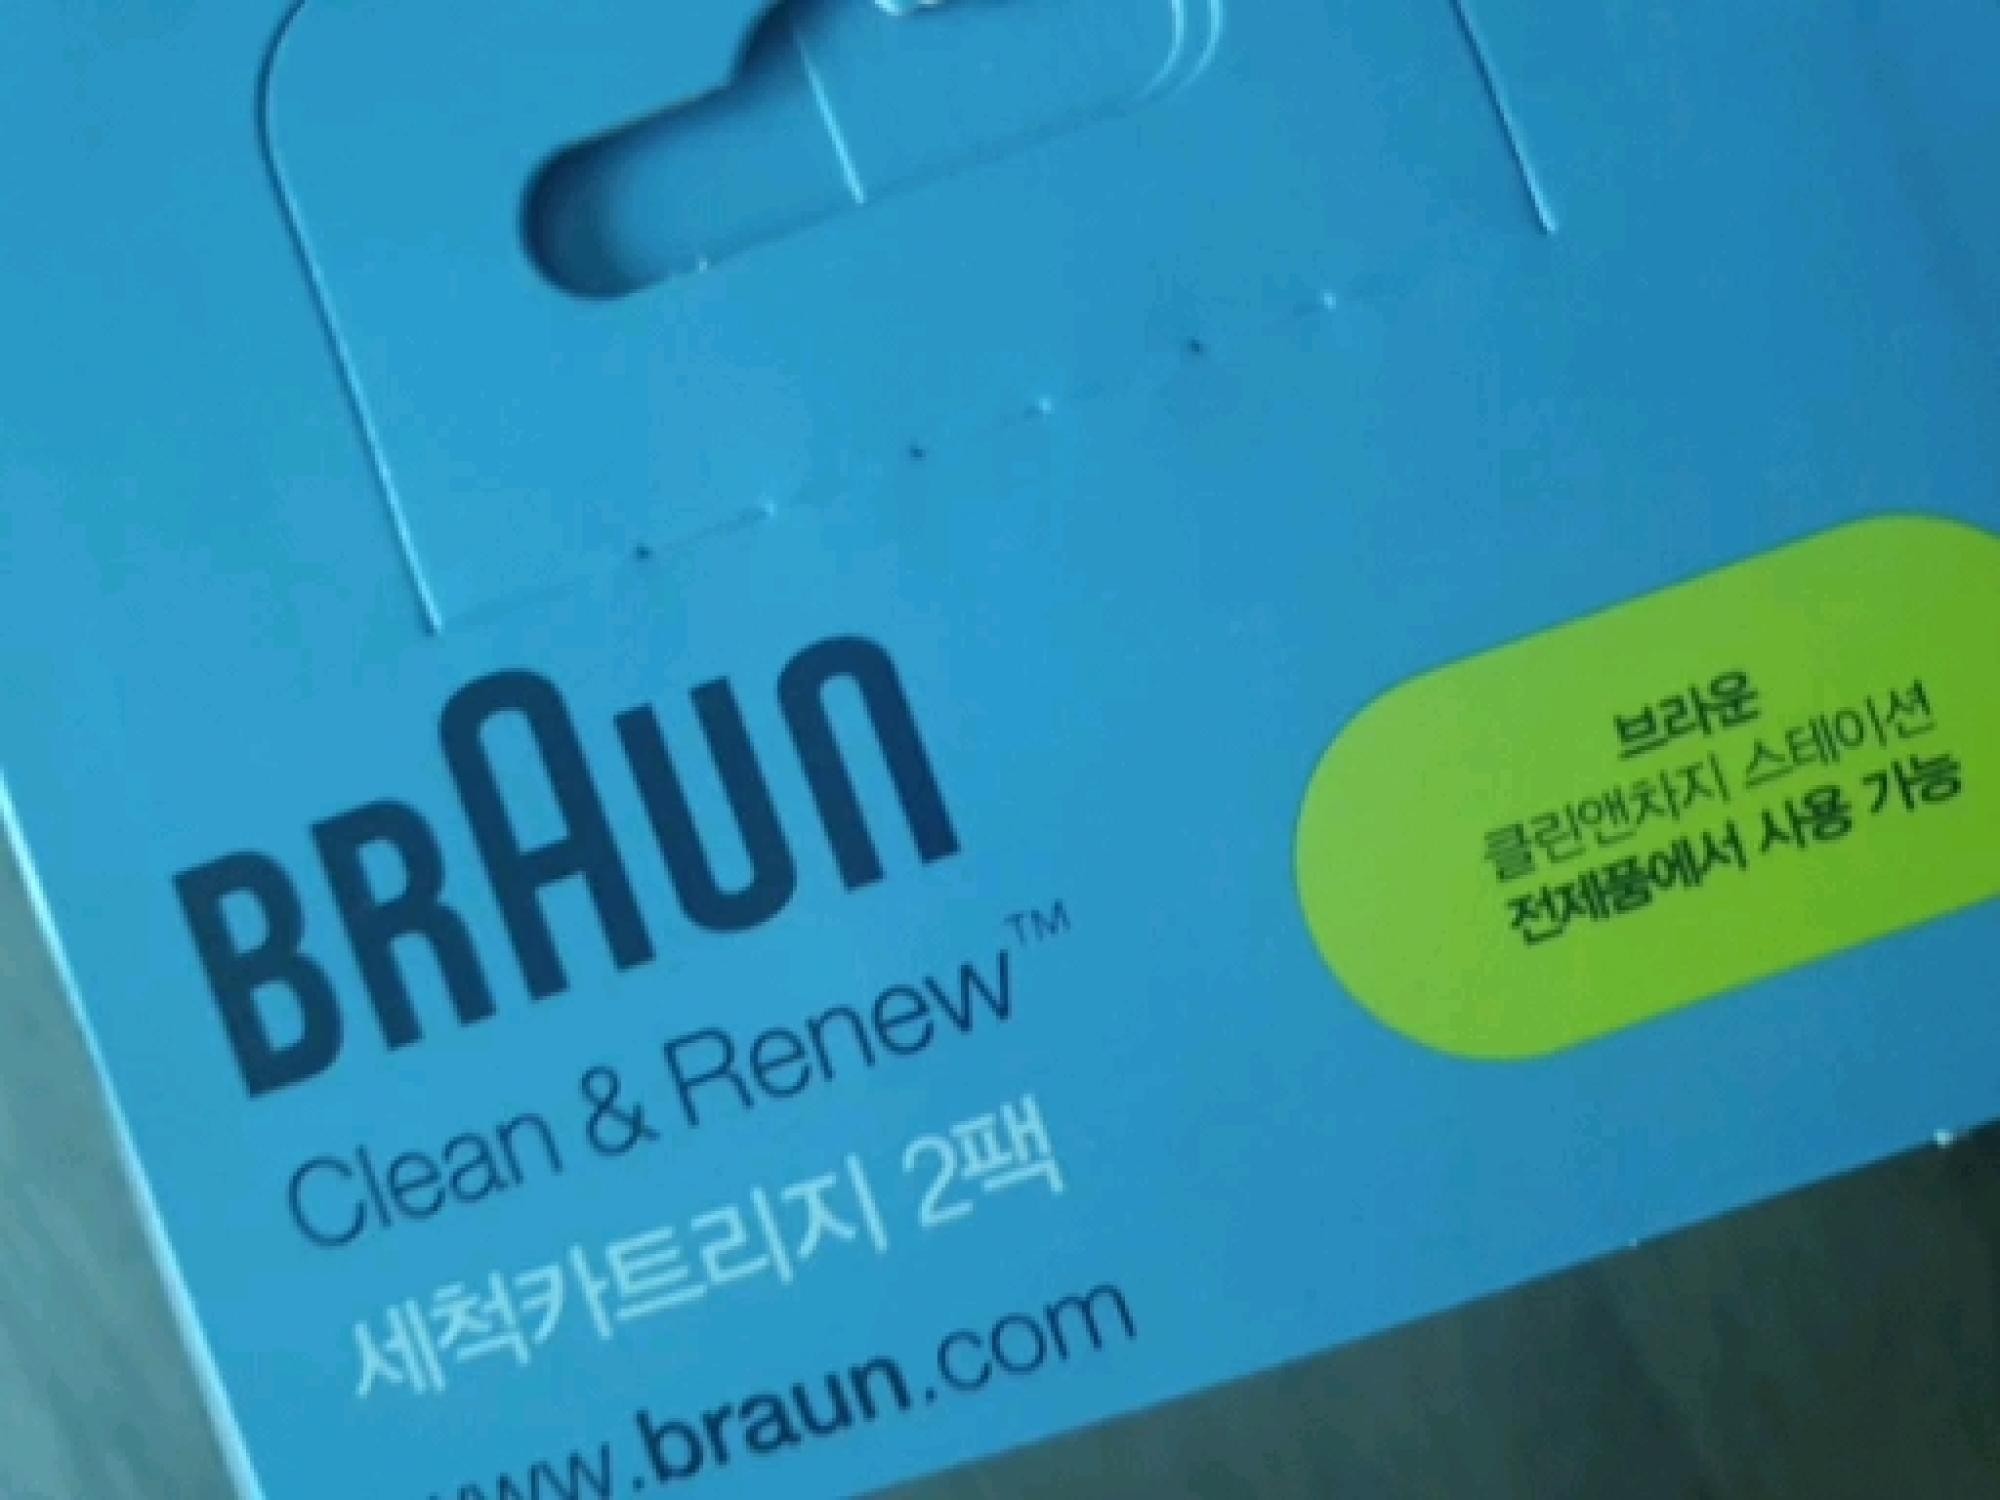 BRAUN
Clean & Renew™
세척카트리지 2팩
www.braun.com
브라운
클린앤차지 스테이션
전제품에서 사용 가능